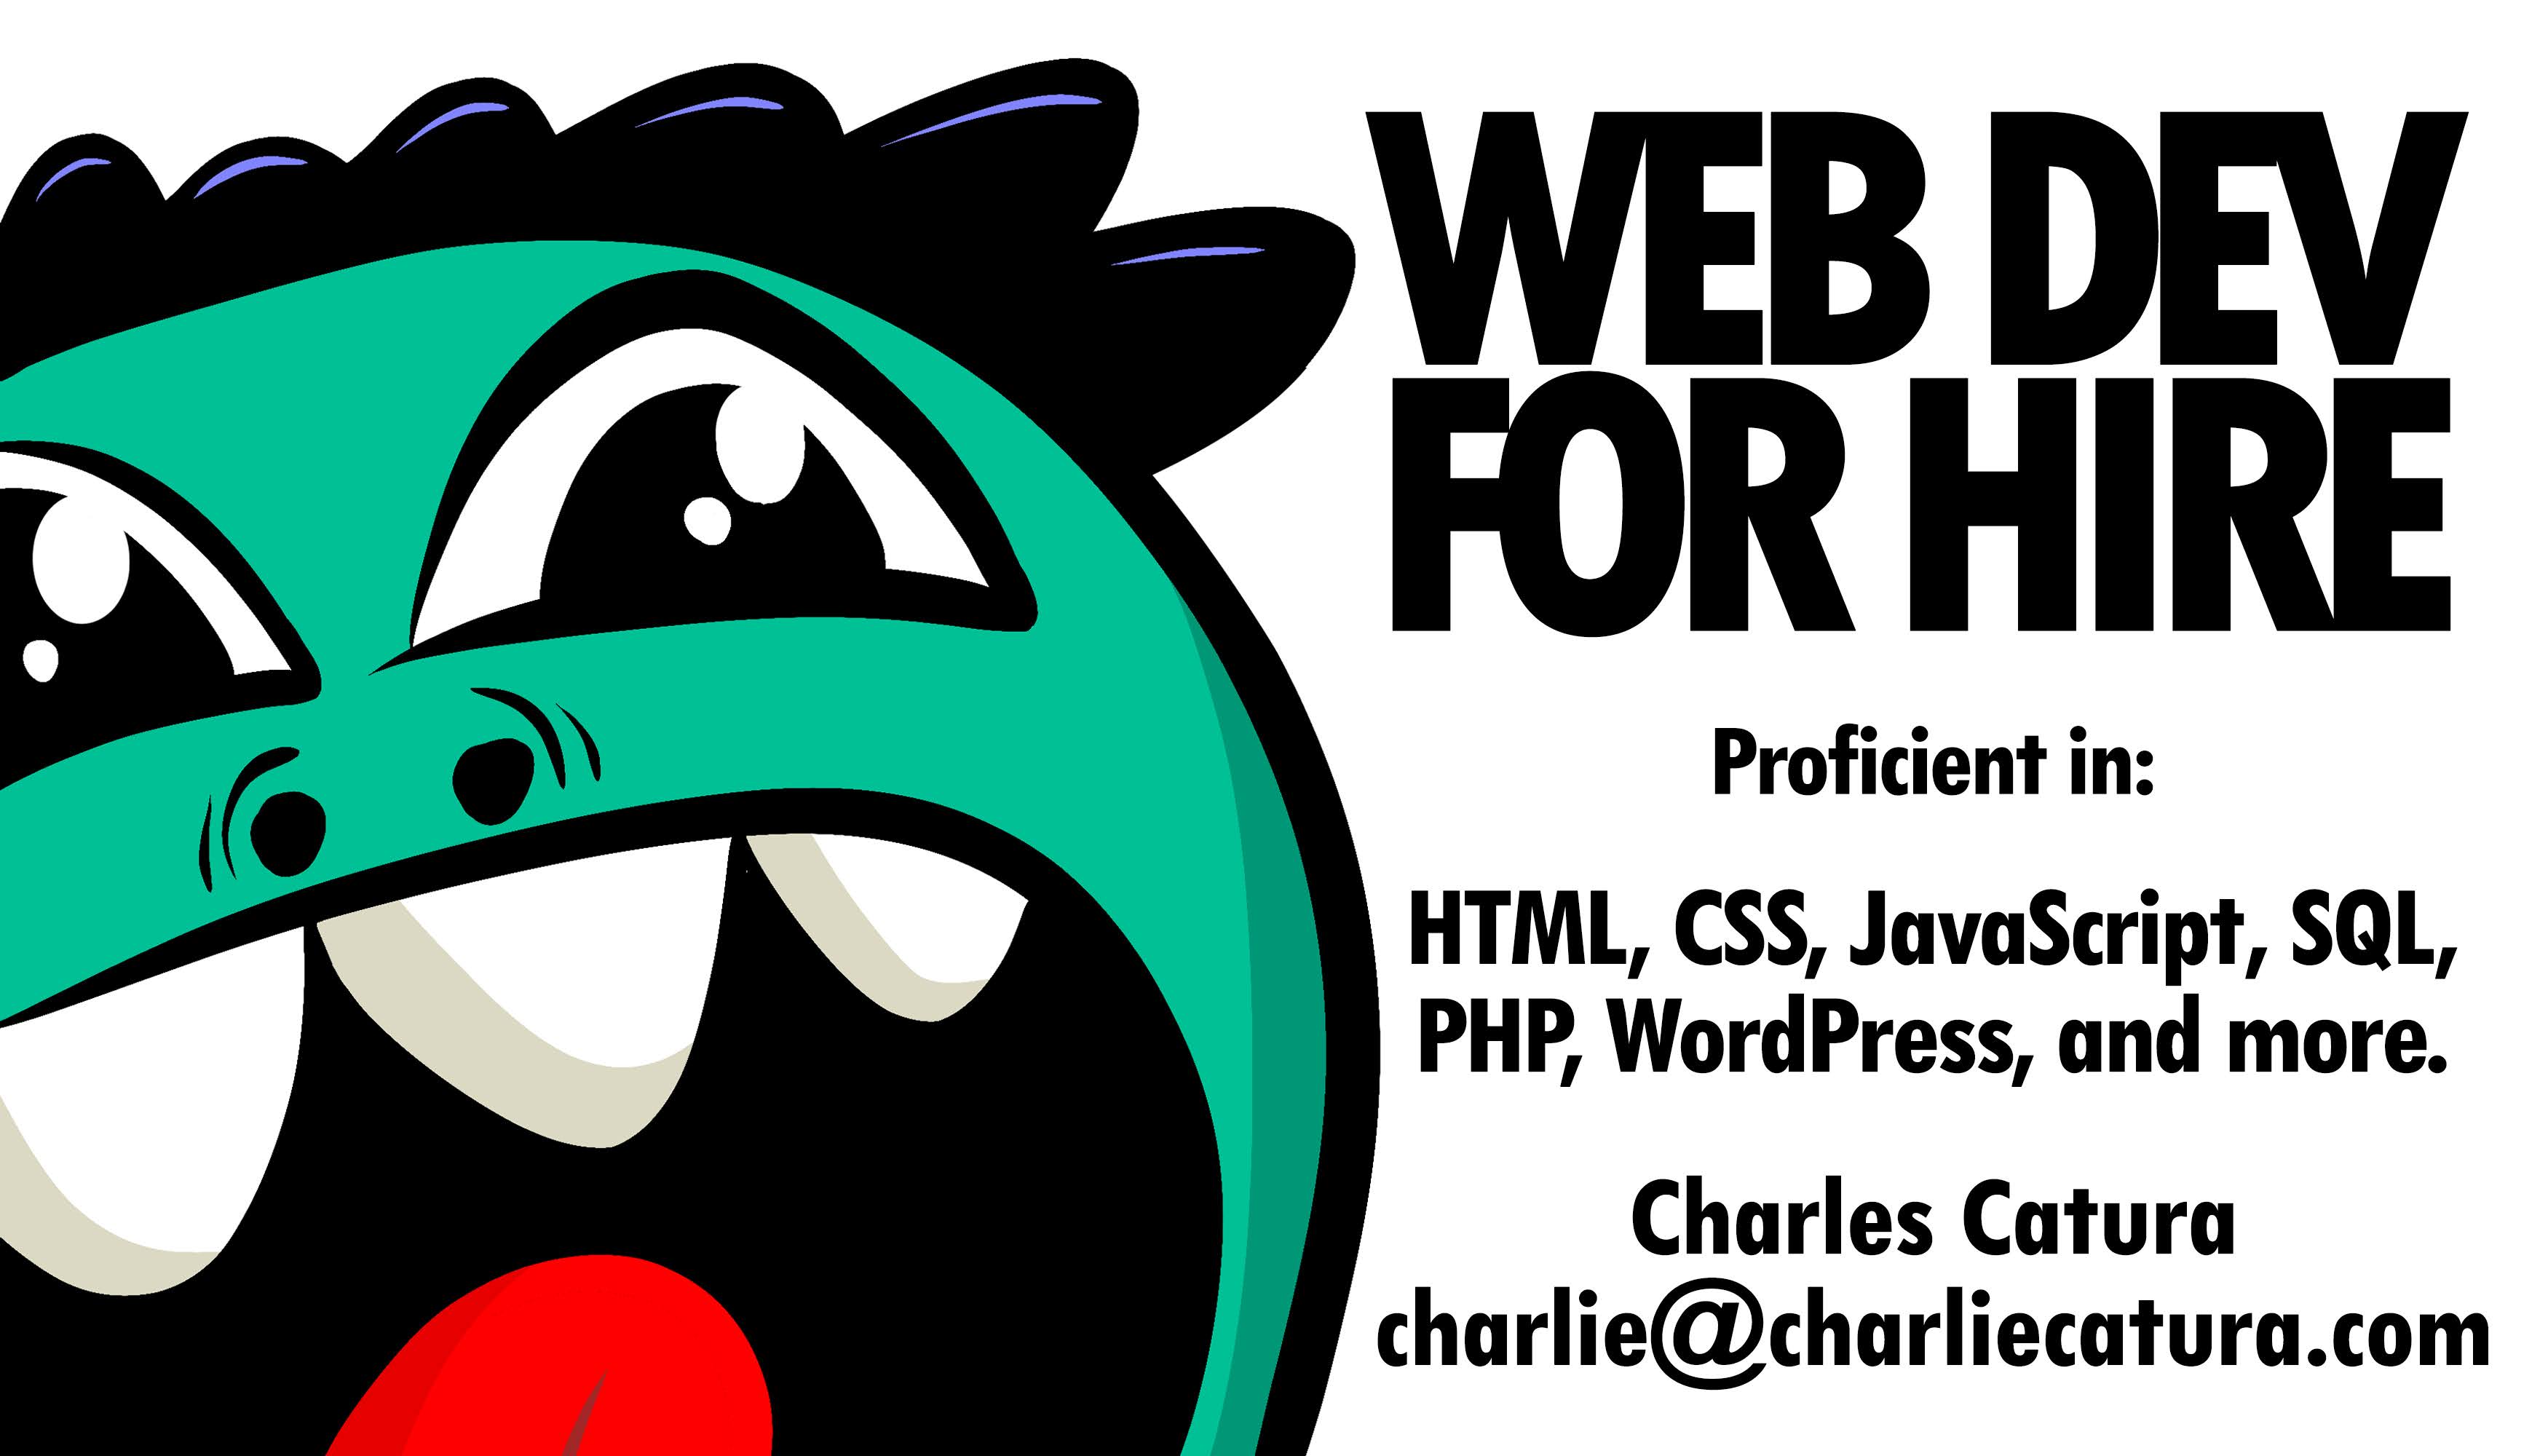 WEB DEV
FOR HIRE
Proficient in:
HTML, CSS, JavaScript, SQL,
PHP, WordPress, and more.
Charles Catura
charlie@charliecatura.com